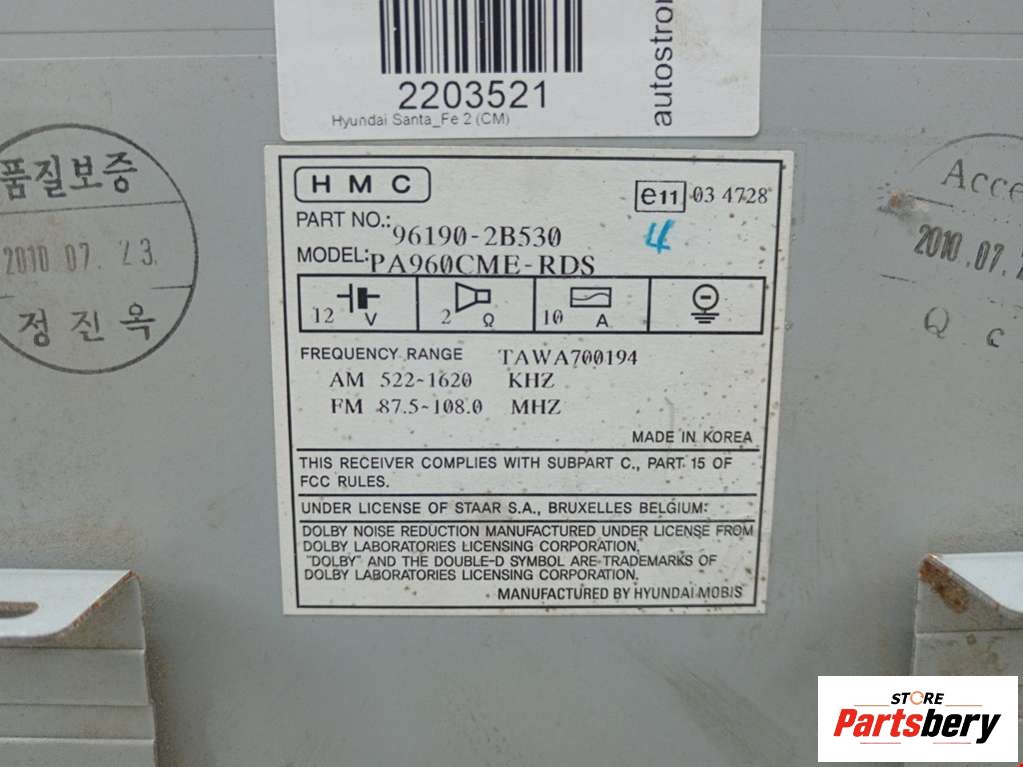 2203521
Hyundai Santa_Fe 2 (CM)
품질보증
2010.07. 23.
정진옥
HMC
e11 03 4728
PART NO.: 96190-2B530
4
MODEL: PA960CME-RDS
12 V
2 Ω
10 A
FREQUENCY RANGE TAWA700194
AM 522~1620 KHZ
FM 87.5~108.0 MHZ
MADE IN KOREA
THIS RECEIVER COMPLIES WITH SUBPART C., PART 15 OF
FCC RULES.
UNDER LICENSE OF STAAR S.A., BRUXELLES BELGIUM:
DOLBY NOISE REDUCTION MANUFACTURED UNDER LICENSE FROM
DOLBY LABORATORIES LICENSING CORPORATION,
"DOLBY" AND THE DOUBLE-D SYMBOL ARE TRADEMARKS OF
DOLBY LABORATORIES LICENSING CORPORATION.
MANUFACTURED BY HYUNDAI MOBIS
2010.07.
Q C
STORE
Partsbery